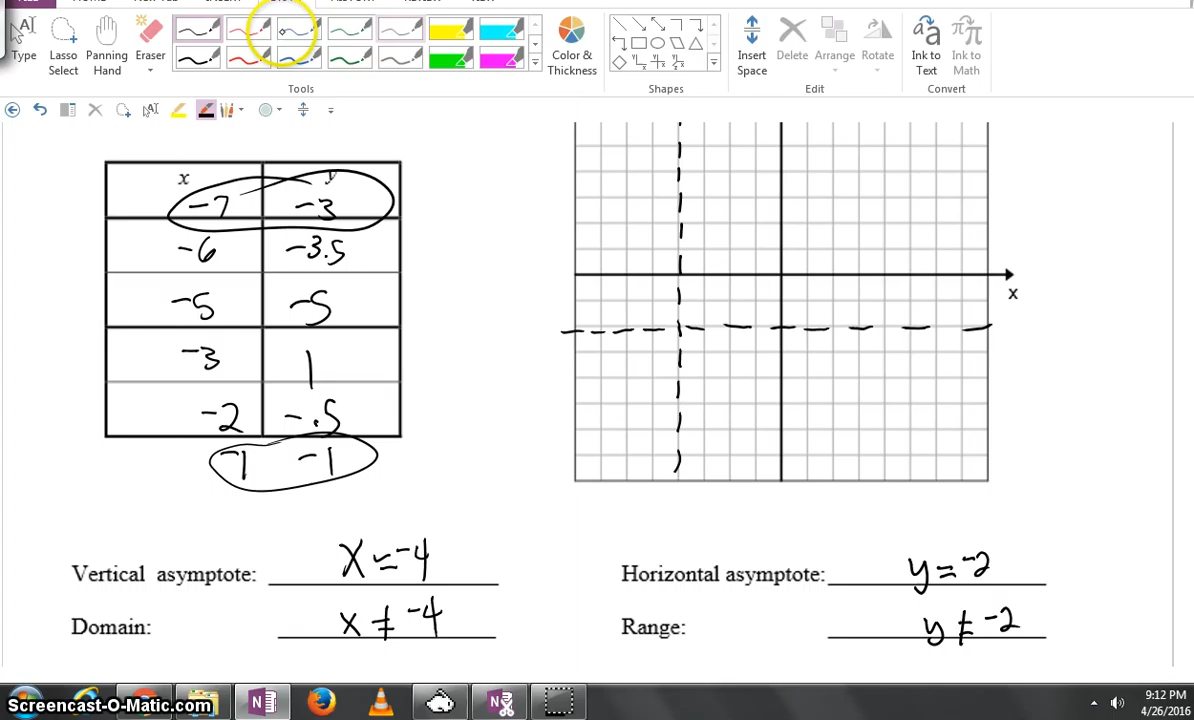 Type Lasso Select Panning Hand Eraser Color & Thickness Insert Space Delete Arrange Rotate Ink to Text Ink to Math
Tools Shapes Edit Convert
x y
-7 -3
-6 -3.5
-5 -5
-3 1
-2 -.5
-1 -1
x
Vertical asymptote: x = -4 Horizontal asymptote: y = -2
Domain: x ≠ -4 Range: y ≠ -2
Screencast-O-Matic.com
9:12 PM
4/26/2016